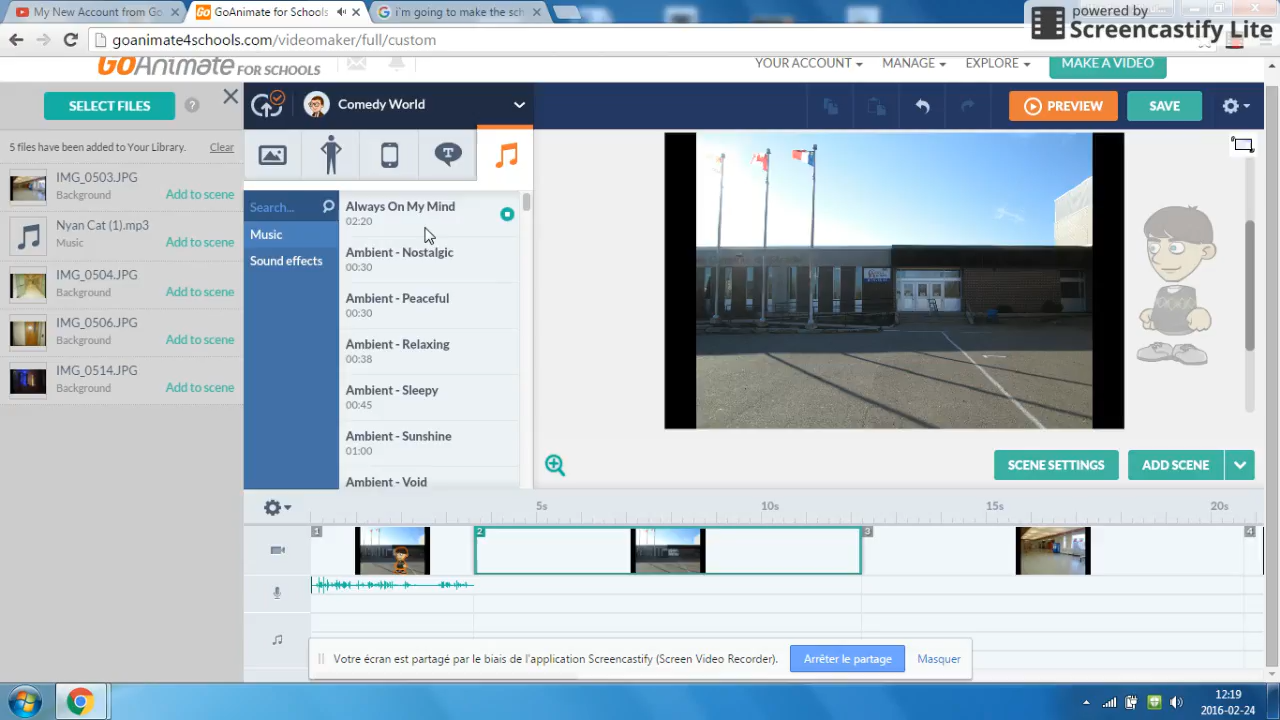 My New Account from Go
GoAnimate for Schools
i'm going to make the sch
powered by
Screencastify Lite
goanimate4schools.com/videomaker/full/custom
GoAnimate FOR SCHOOLS
YOUR ACCOUNT
MANAGE
EXPLORE
MAKE A VIDEO
SELECT FILES
?
Comedy World
PREVIEW
SAVE
5 files have been added to Your Library.
Clear
IMG_0503.JPG
Background
Add to scene
Nyan Cat (1).mp3
Music
Add to scene
IMG_0504.JPG
Background
Add to scene
IMG_0506.JPG
Background
Add to scene
IMG_0514.JPG
Background
Add to scene
T
Search...
Music
Sound effects
Always On My Mind
02:20
Ambient - Nostalgic
00:30
Ambient - Peaceful
00:30
Ambient - Relaxing
00:38
Ambient - Sleepy
00:45
Ambient - Sunshine
01:00
Ambient - Void
SCENE SETTINGS
ADD SCENE
5s
10s
15s
20s
1
2
3
4
Votre écran est partagé par le biais de l'application Screencastify (Screen Video Recorder).
Arrêter le partage
Masquer
12:19
2016-02-24